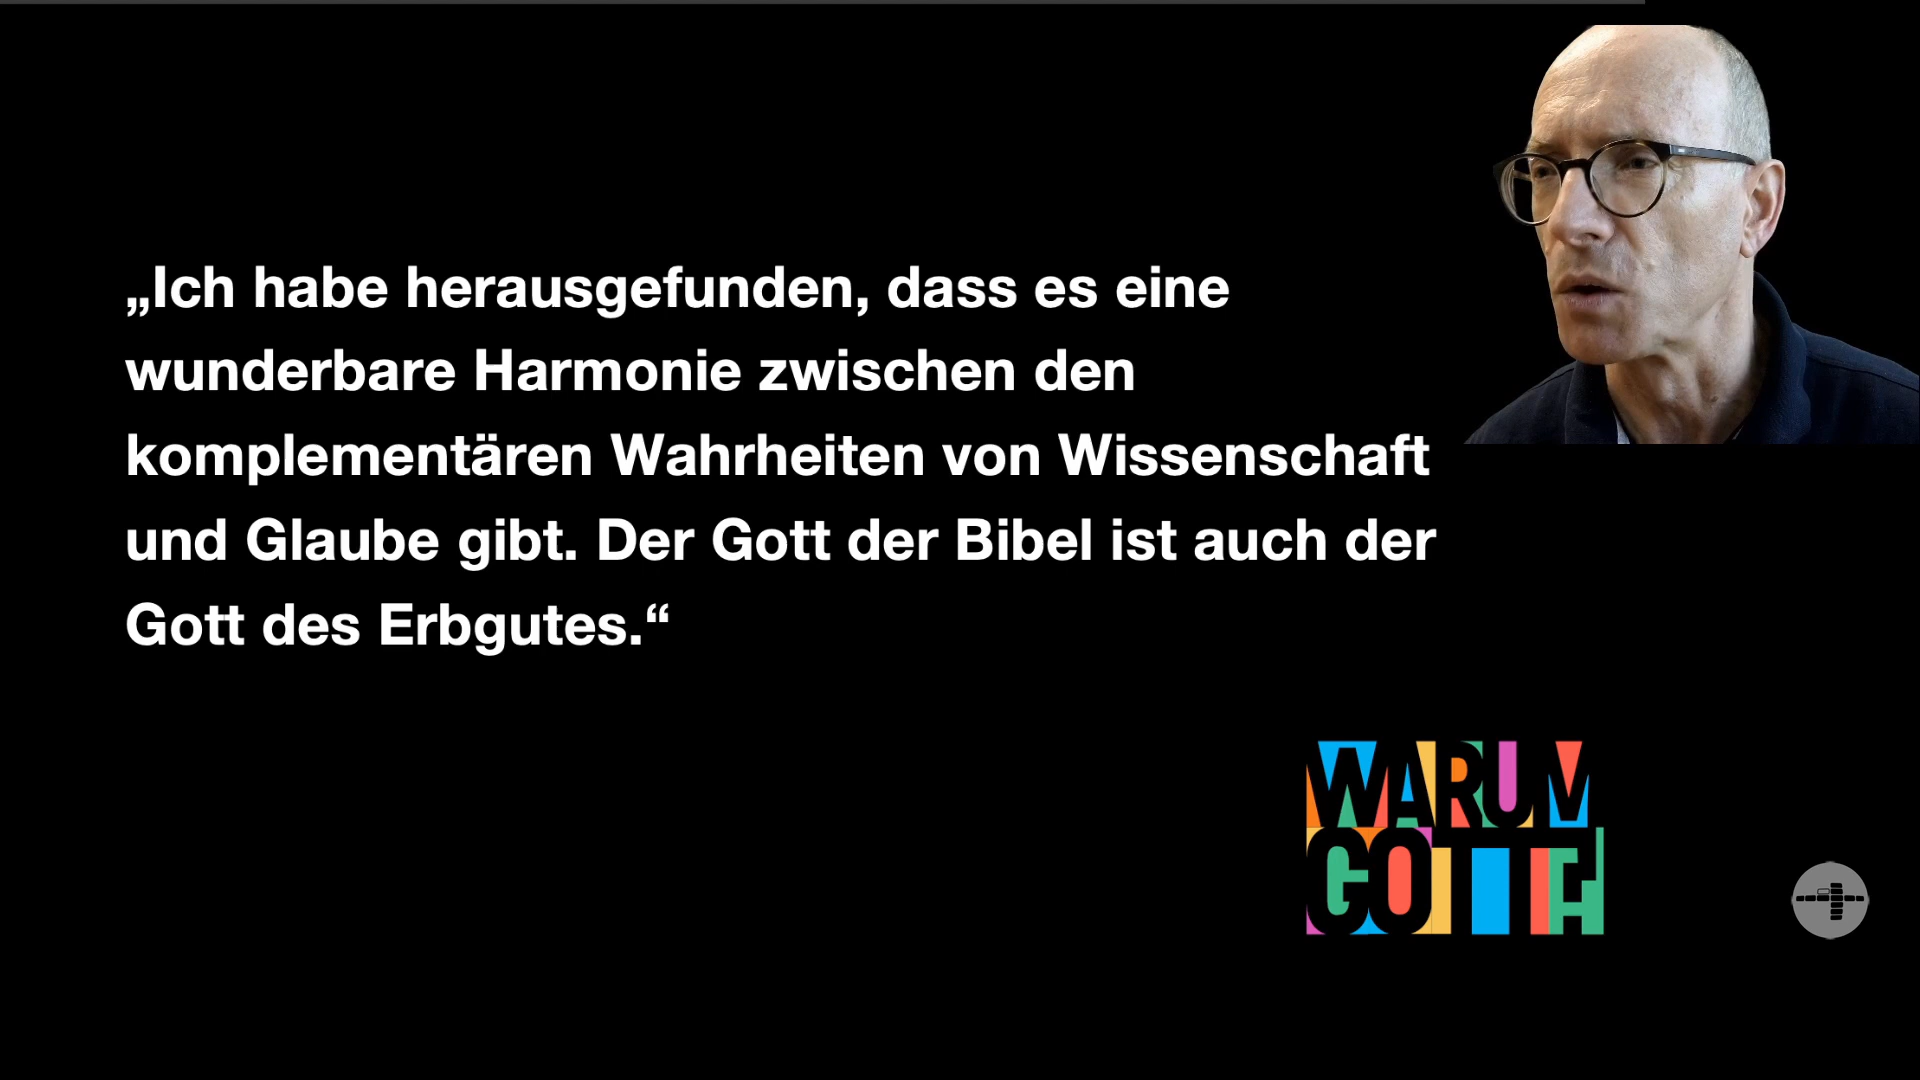 „Ich habe herausgefunden, dass es eine
wunderbare Harmonie zwischen den
komplementären Wahrheiten von Wissenschaft
und Glaube gibt. Der Gott der Bibel ist auch der
Gott des Erbgutes.“
WARUM
GOTT?